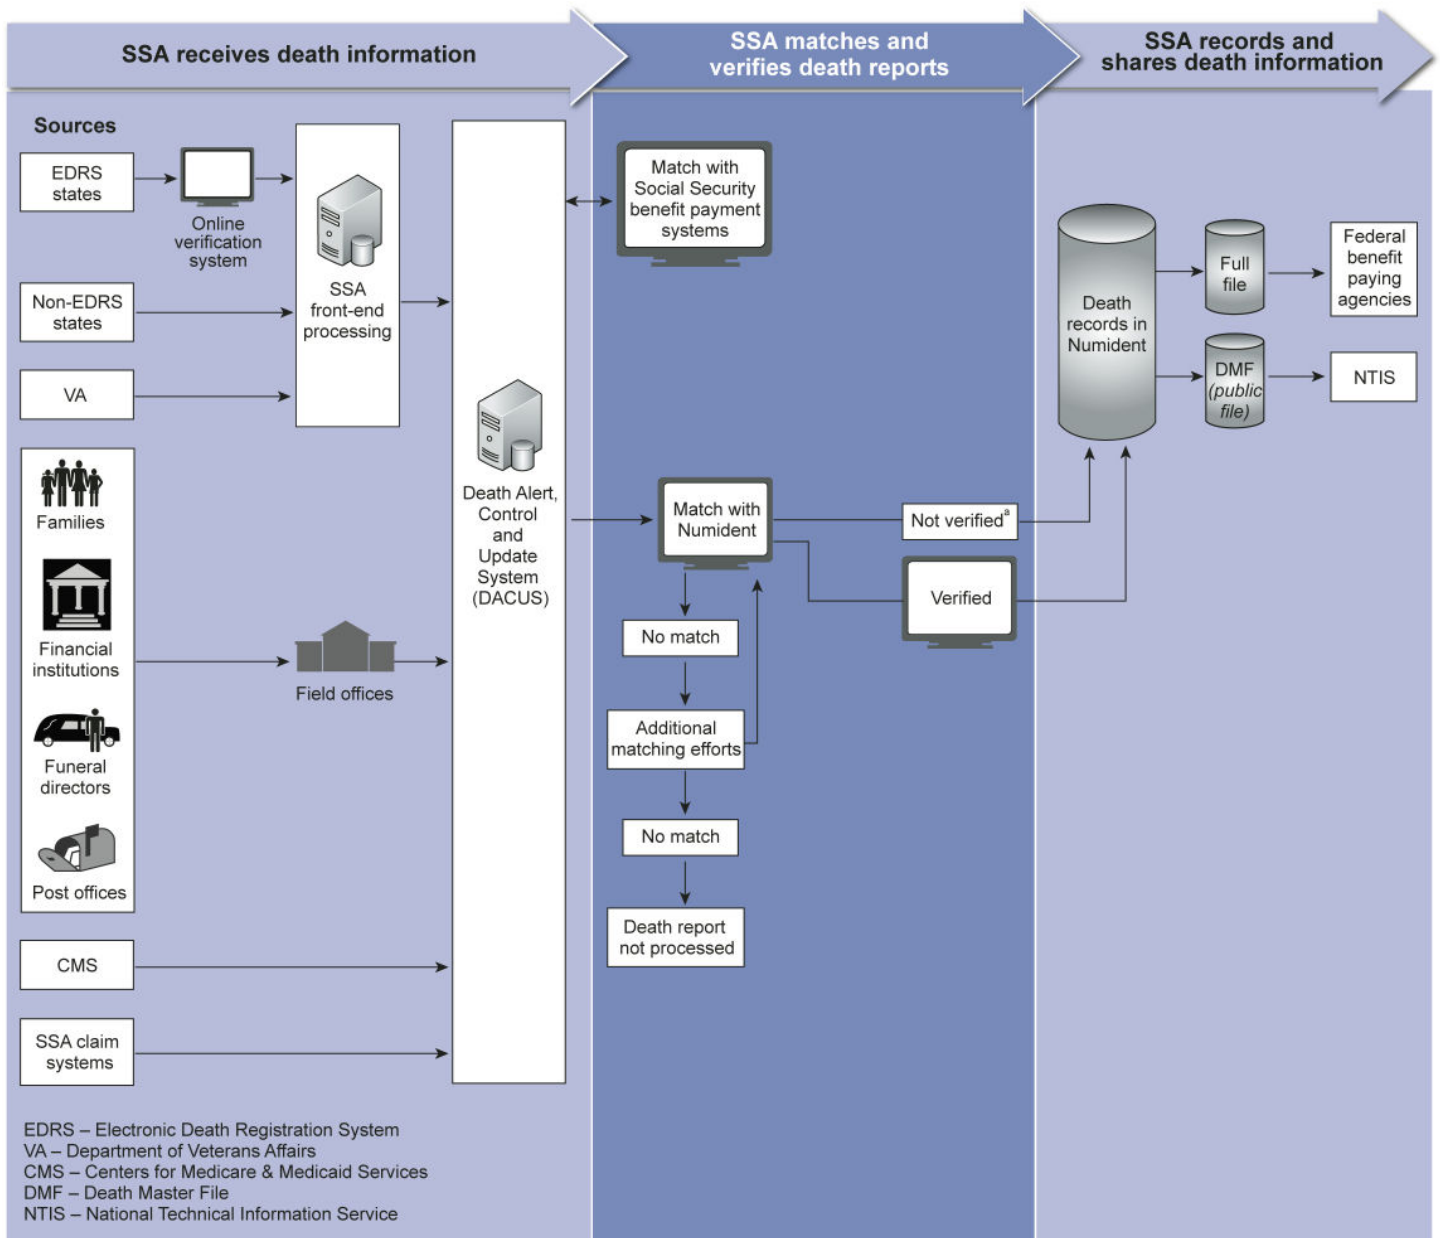 SSA receives death information
SSA matches and
verifies death reports
SSA records and
shares death information
Sources
EDRS
states
Online
verification
system
Non-EDRS
states
VA
SSA
front-end
processing
Families
Financial
institutions
Funeral
directors
Post offices
Field offices
CMS
SSA claim
systems
Death Alert,
Control
and
Update
System
(DACUS)
Match with
Social Security
benefit payment
systems
Match with
Numident
No match
Additional
matching efforts
No match
Death report
not processed
Not verifiedᵃ
Verified
Death
records in
Numident
Full
file
DMF
(public
file)
Federal
benefit
paying
agencies
NTIS
EDRS – Electronic Death Registration System
VA – Department of Veterans Affairs
CMS – Centers for Medicare & Medicaid Services
DMF – Death Master File
NTIS – National Technical Information Service